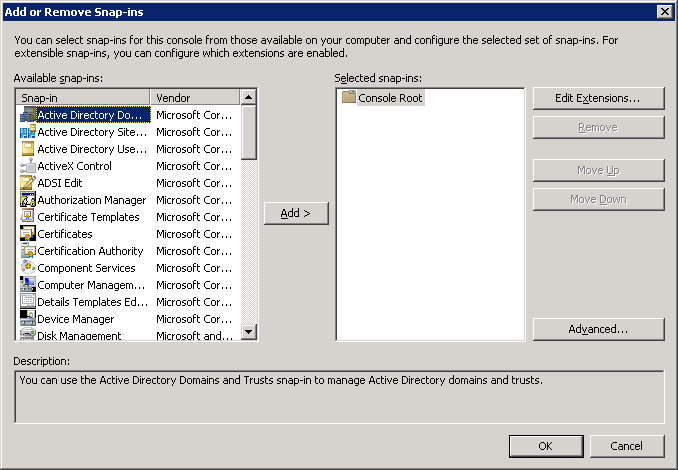 Add or Remove Snap-ins
You can select snap-ins for this console from those available on your computer and configure the selected set of snap-ins. For
extensible snap-ins, you can configure which extensions are enabled.
Available snap-ins:
Selected snap-ins:
Snap-in Vendor
Active Directory Do... Microsoft Cor...
Active Directory Site... Microsoft Cor...
Active Directory Use... Microsoft Cor...
ActiveX Control Microsoft Cor...
ADSI Edit Microsoft Cor...
Authorization Manager Microsoft Cor...
Certificate Templates Microsoft Cor...
Certificates Microsoft Cor...
Certification Authority Microsoft Cor...
Component Services Microsoft Cor...
Computer Managem... Microsoft Cor...
Details Templates Ed... Microsoft Cor...
Device Manager Microsoft Cor...
Disk Management Microsoft and...
Add >
Console Root
Edit Extensions...
Remove
Move Up
Move Down
Advanced...
Description:
You can use the Active Directory Domains and Trusts snap-in to manage Active Directory domains and trusts.
OK
Cancel